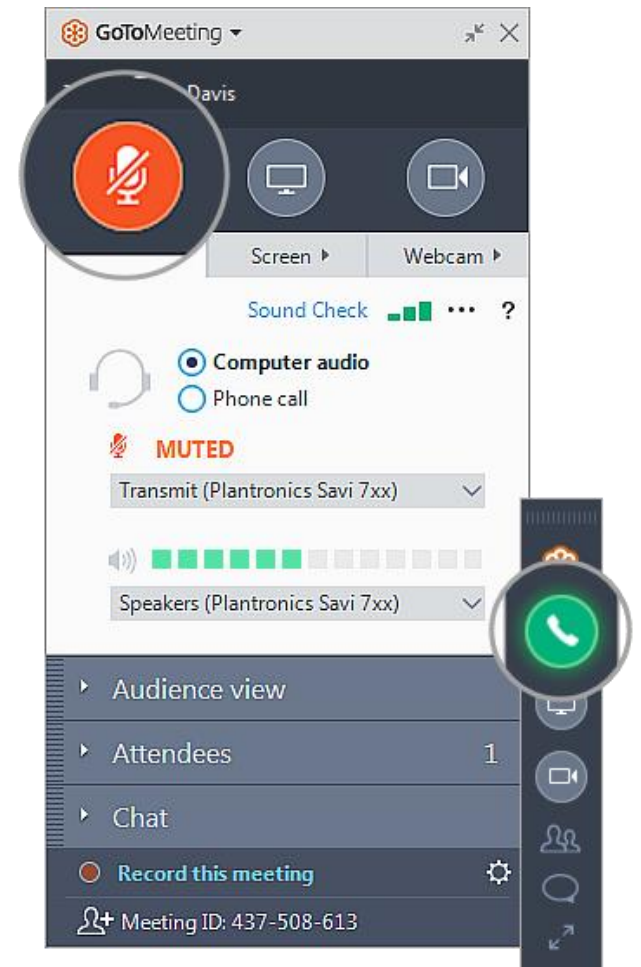 GoToMeeting
Davis
Screen
Webcam
Sound Check ... ?
Computer audio
Phone call
MUTED
Transmit (Plantronics Savi 7xx)
Speakers (Plantronics Savi 7xx)
Audience view
Attendees 1
Chat
Record this meeting
Meeting ID: 437-508-613